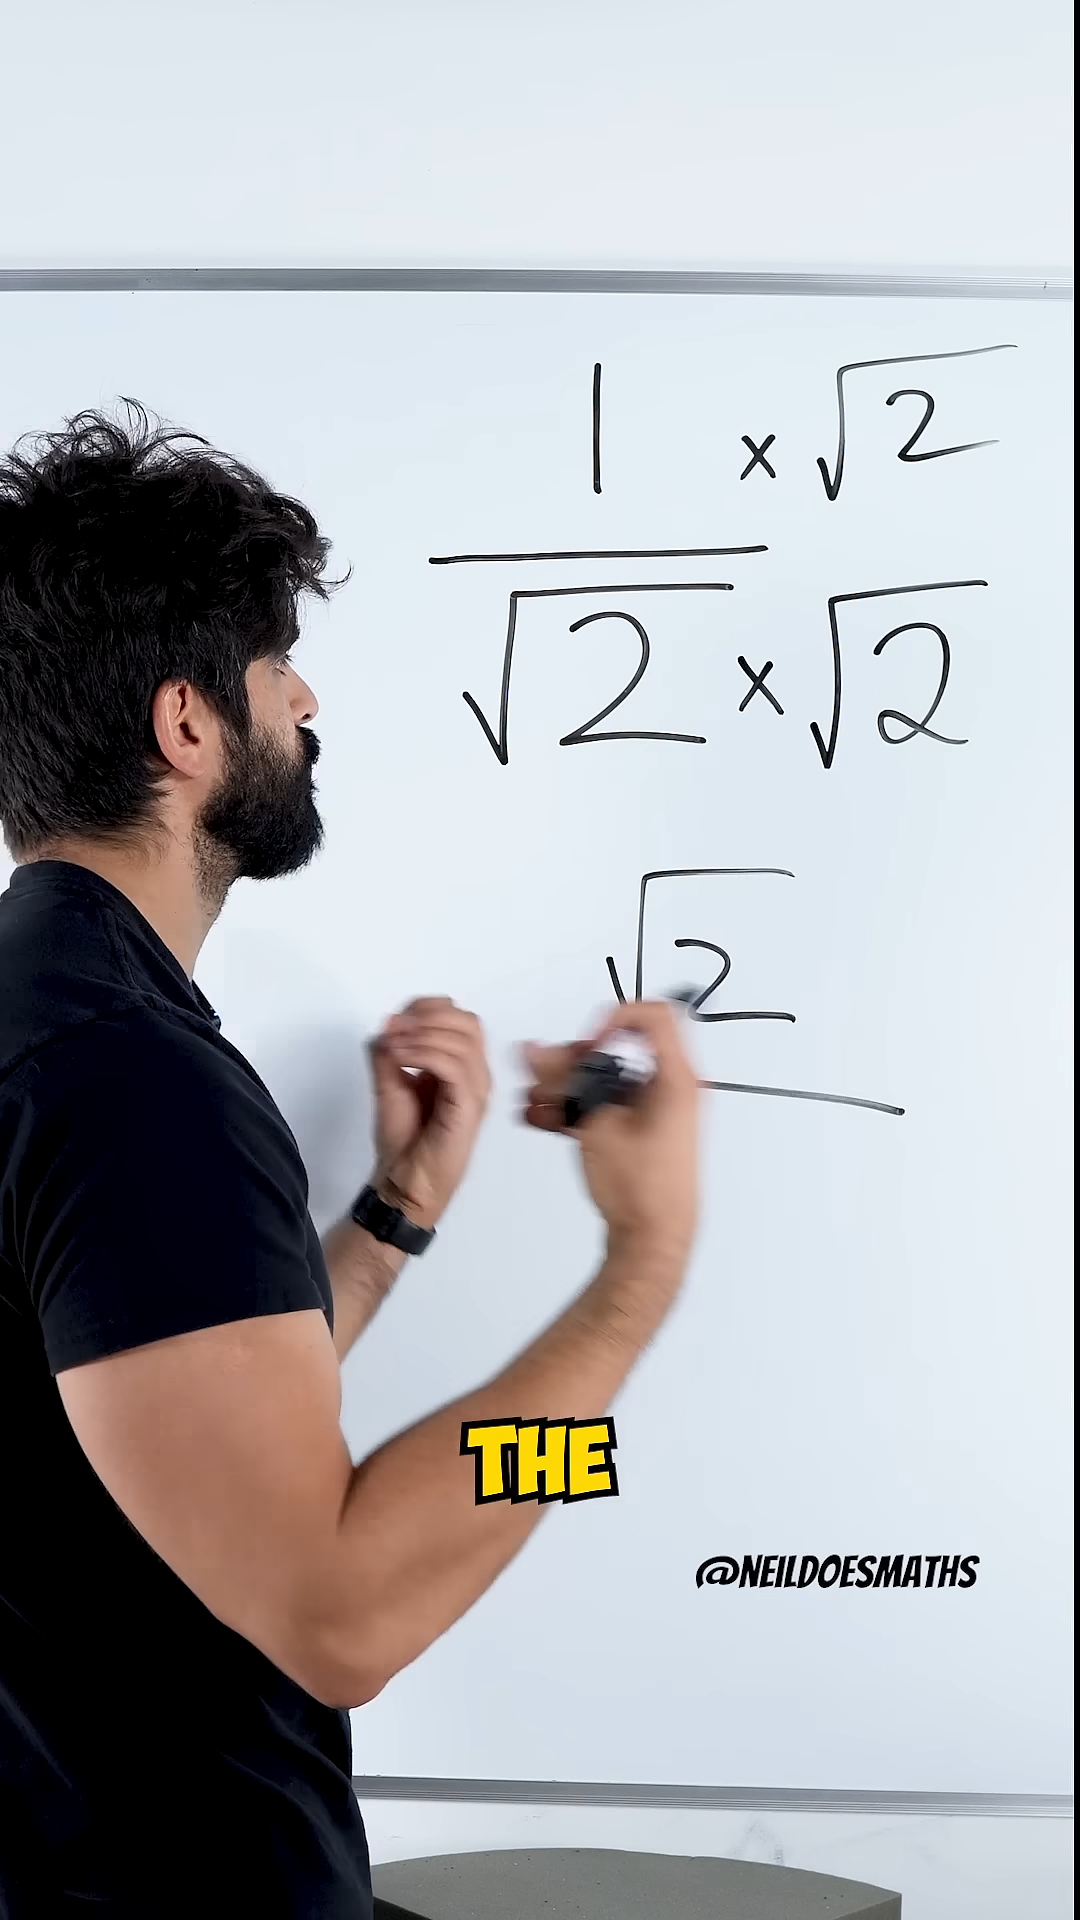 1 x √2
√2 x √2
√2
THE
@NEILDOESMATHS